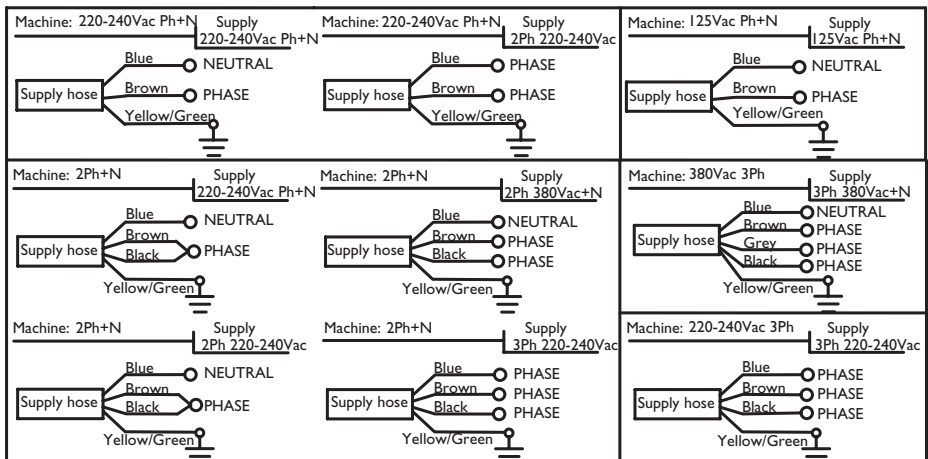 Machine: 220-240Vac Ph+N
Supply
220-240Vac Ph+N
Blue
NEUTRAL
Supply hose
Brown
PHASE
Yellow/Green
Machine: 220-240Vac Ph+N
Supply
2Ph 220-240Vac
Blue
PHASE
Supply hose
Brown
PHASE
Yellow/Green
Machine: 125Vac Ph+N
Supply
125Vac Ph+N
Blue
NEUTRAL
Supply hose
Brown
PHASE
Yellow/Green
Machine: 2Ph+N
Supply
220-240Vac Ph+N
Blue
NEUTRAL
Brown
Supply hose
PHASE
Black
Yellow/Green
Machine: 2Ph+N
Supply
2Ph 380Vac+N
Blue
NEUTRAL
Brown
PHASE
Supply hose
Black
PHASE
Yellow/Green
Machine: 380Vac 3Ph
Supply
3Ph 380Vac+N
Blue
NEUTRAL
Brown
PHASE
Supply hose
Grey
PHASE
Black
PHASE
Yellow/Green
Machine: 2Ph+N
Supply
2Ph 220-240Vac
Blue
NEUTRAL
Brown
Supply hose
PHASE
Black
Yellow/Green
Machine: 2Ph+N
Supply
3Ph 220-240Vac
Blue
PHASE
Brown
PHASE
Supply hose
Black
PHASE
Yellow/Green
Machine: 220-240Vac 3Ph
Supply
3Ph 220-240Vac
Blue
PHASE
Brown
PHASE
Supply hose
Black
PHASE
Yellow/Green